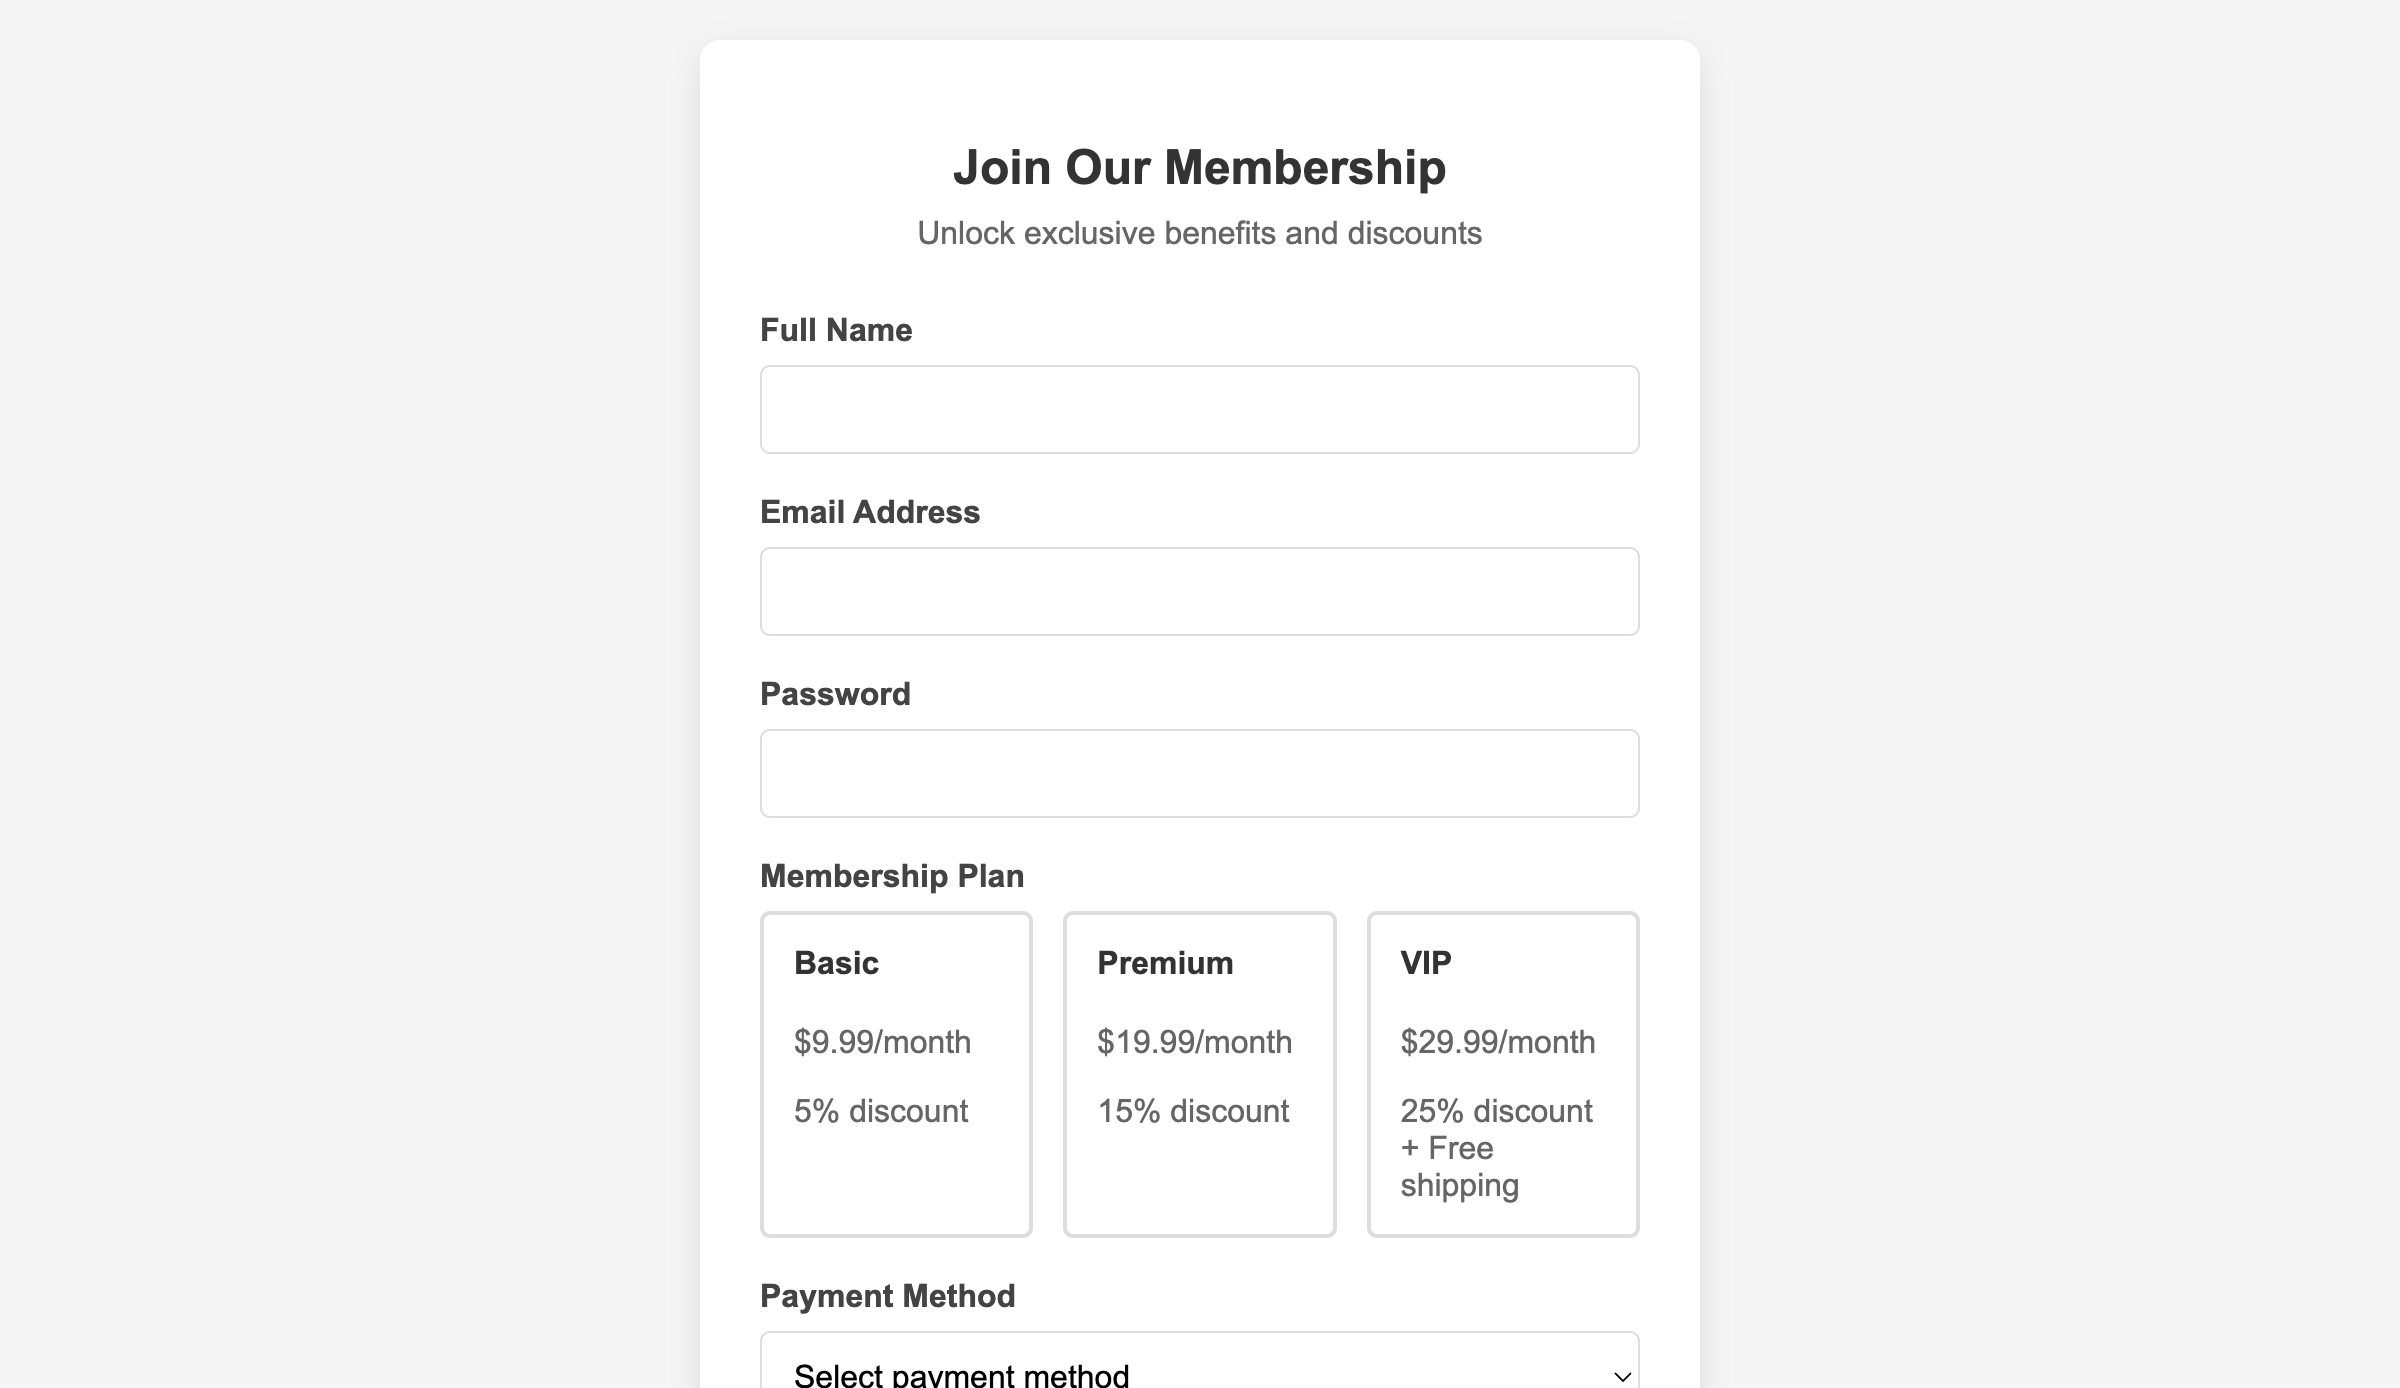 Join Our Membership
Unlock exclusive benefits and discounts
Full Name
Email Address
Password
Membership Plan
Basic
$9.99/month
5% discount
Premium
$19.99/month
15% discount
VIP
$29.99/month
25% discount
+ Free
shipping
Payment Method
Select payment method